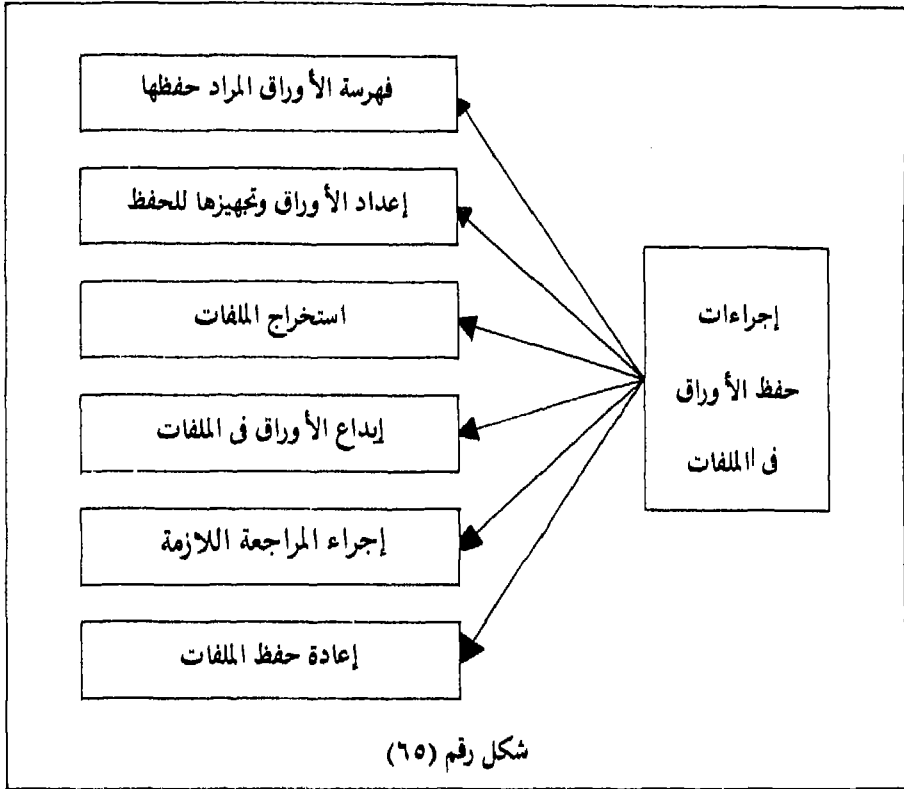 إجراءات
حفظ الأوراق
فى الملفات
فهرسة الأوراق المراد حفظها
إعداد الأوراق وتجهيزها للحفظ
استخراج الملفات
إيداع الأوراق فى الملفات
إجراء المراجعة اللازمة
إعادة حفظ الملفات
شكل رقم (٦٥)